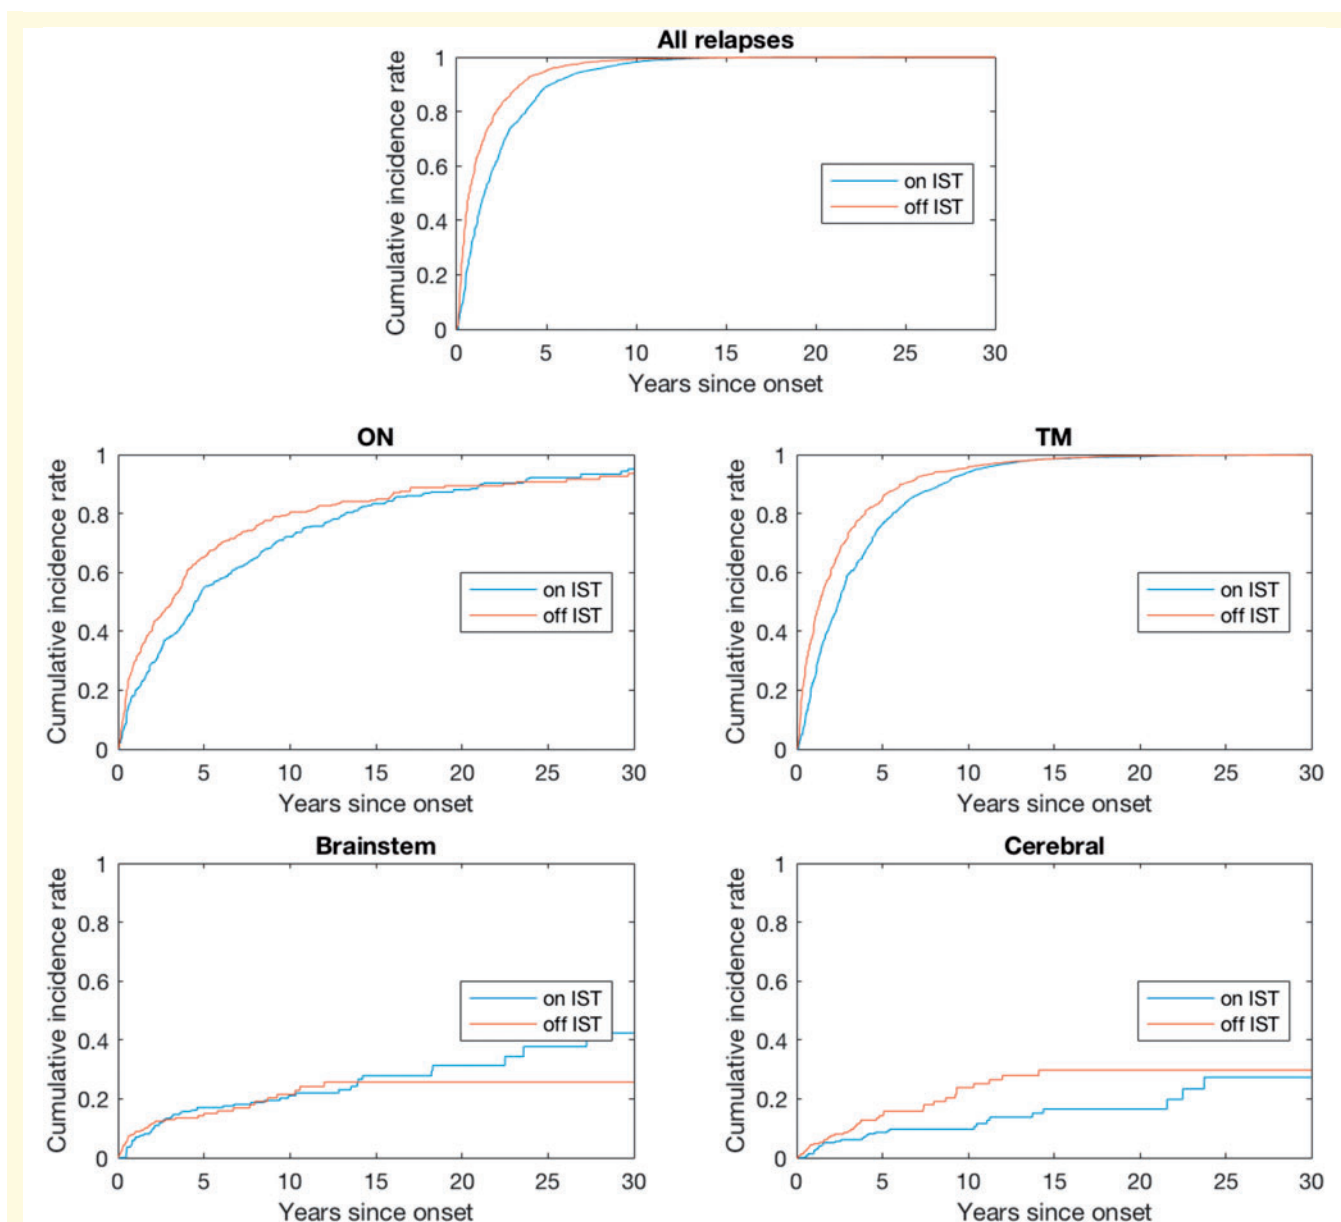 All relapses
Cumulative incidence rate
1
0.8
0.6
0.4
0.2
0
0 5 10 15 20 25 30
Years since onset
on IST
off IST
ON
Cumulative incidence rate
1
0.8
0.6
0.4
0.2
0
0 5 10 15 20 25 30
Years since onset
on IST
off IST
TM
Cumulative incidence rate
1
0.8
0.6
0.4
0.2
0
0 5 10 15 20 25 30
Years since onset
on IST
off IST
Brainstem
Cumulative incidence rate
1
0.8
0.6
0.4
0.2
0
0 5 10 15 20 25 30
Years since onset
on IST
off IST
Cerebral
Cumulative incidence rate
1
0.8
0.6
0.4
0.2
0
0 5 10 15 20 25 30
Years since onset
on IST
off IST